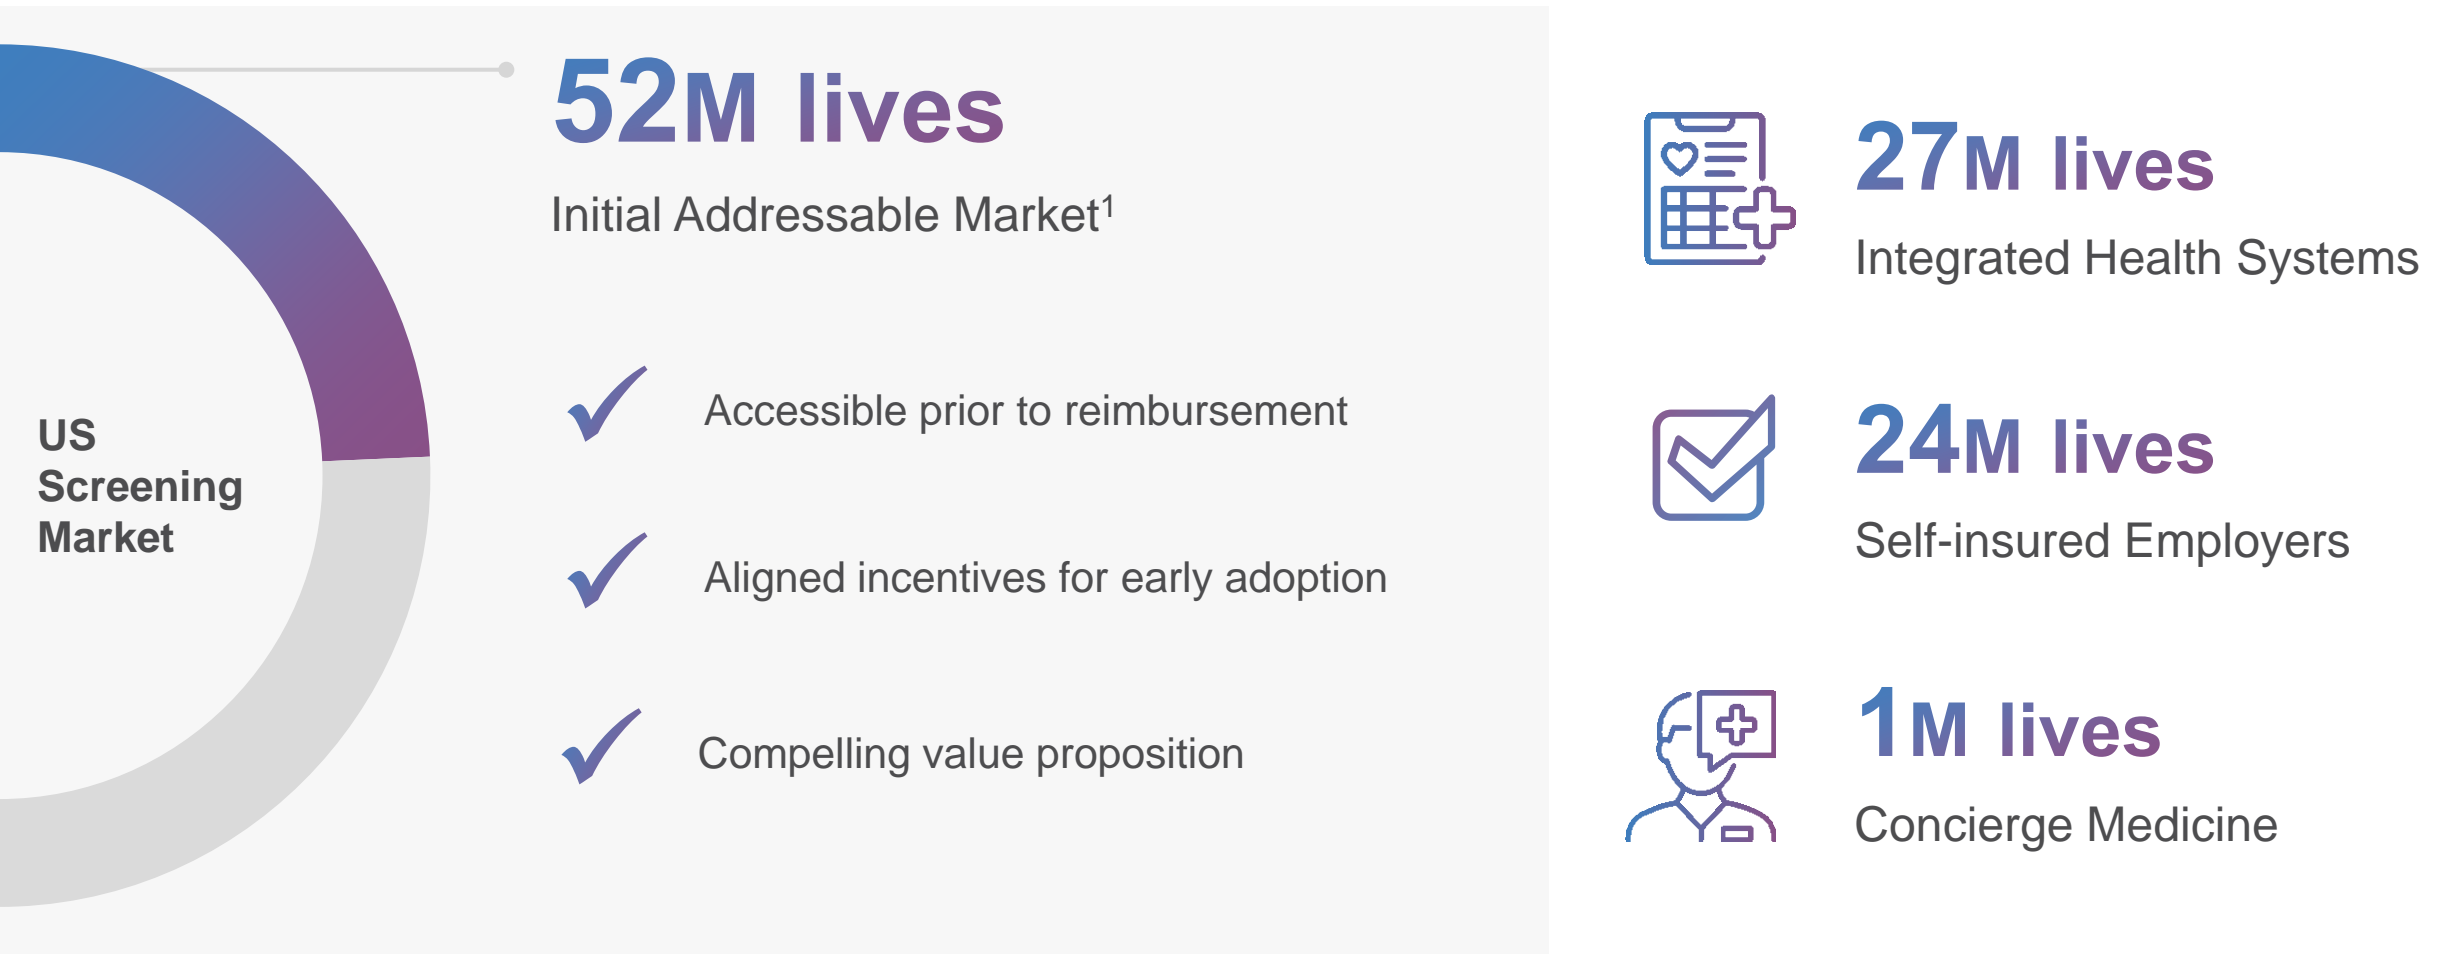 US
Screening
Market
52M lives
Initial Addressable Market¹
Accessible prior to reimbursement
Aligned incentives for early adoption
Compelling value proposition
27M lives
Integrated Health Systems
24M lives
Self-insured Employers
1M lives
Concierge Medicine